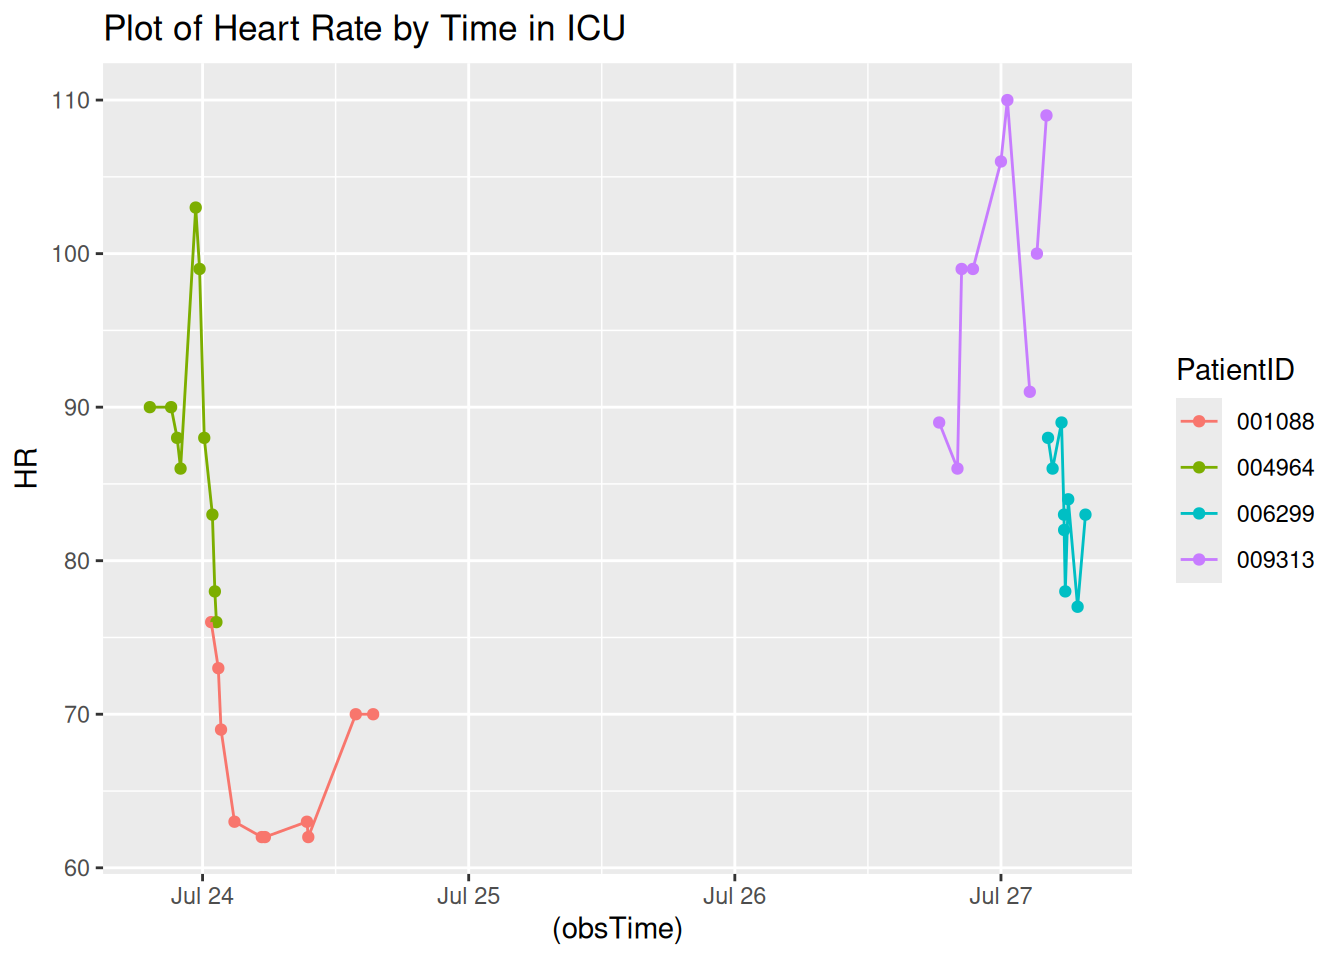 Plot of Heart Rate by Time in ICU
110
100
90
80
70
60
HR
Jul 24
Jul 25
Jul 26
Jul 27
(obsTime)
PatientID
001088
004964
006299
009313